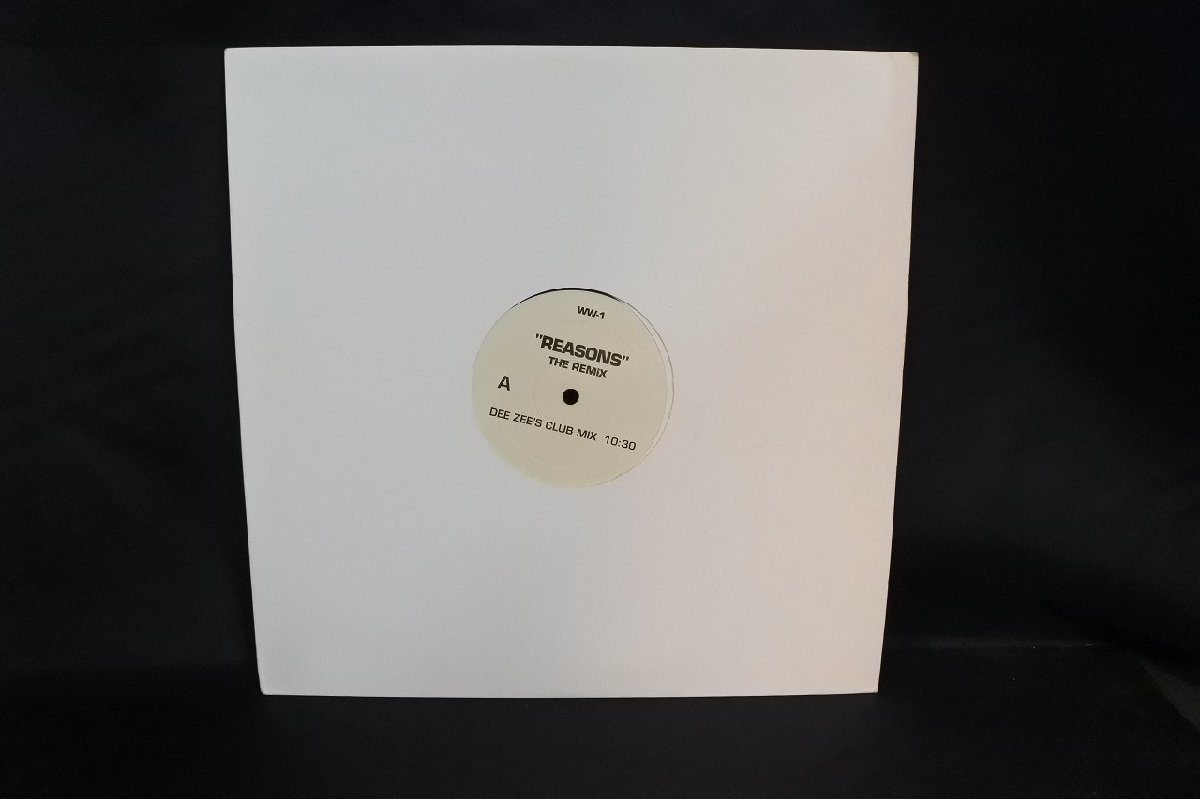 WW-1
"REASONS"
THE REMIX
A
DEE ZEE'S CLUB MIX 10:30